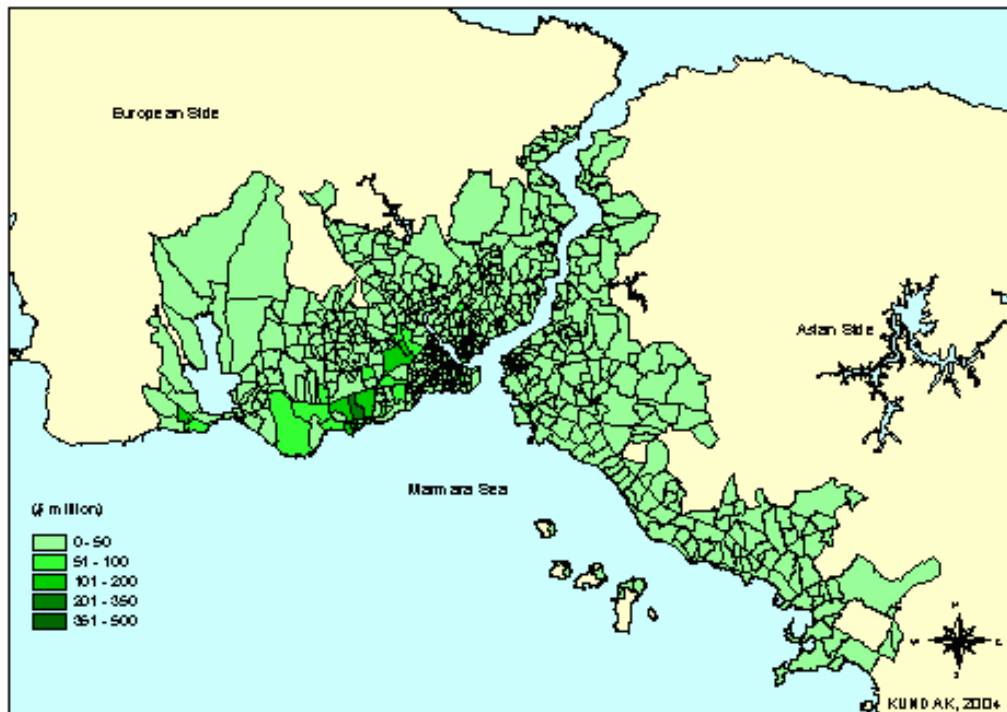 European Side
Asian Side
Marmara Sea
($ million)
0 - 50
51 - 100
101 - 200
201 - 350
351 - 500
N
W
E
S
KUNDAK, 2004